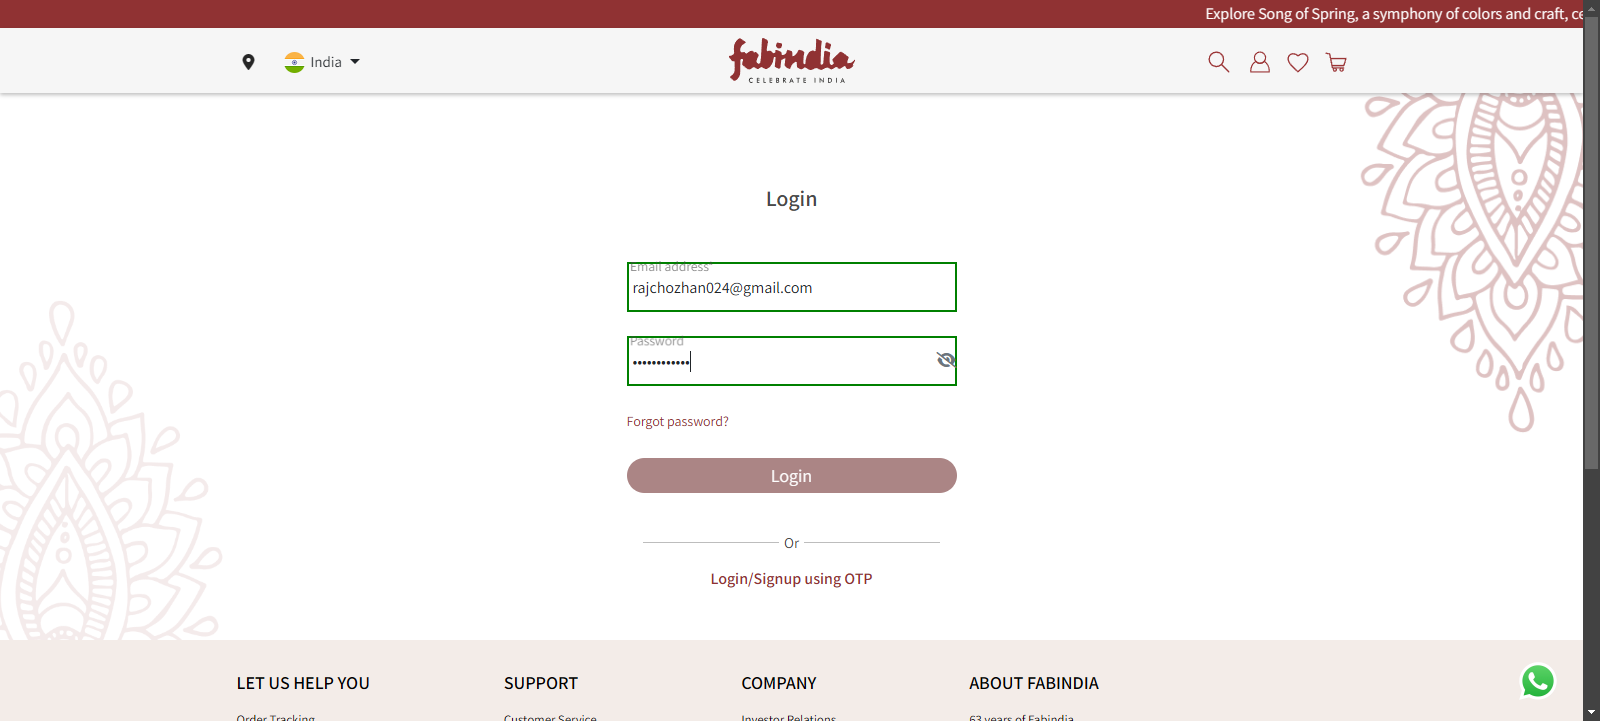 Explore Song of Spring, a symphony of colors and craft, ce
India
fabindia
CELEBRATE INDIA
Login
Email address*
rajchozhan024@gmail.com
Password
Forgot password?
Login
Or
Login/Signup using OTP
LET US HELP YOU
SUPPORT
COMPANY
ABOUT FABINDIA
Order Tracking
Customer Service
Investor Relations
63 years of Fabindia